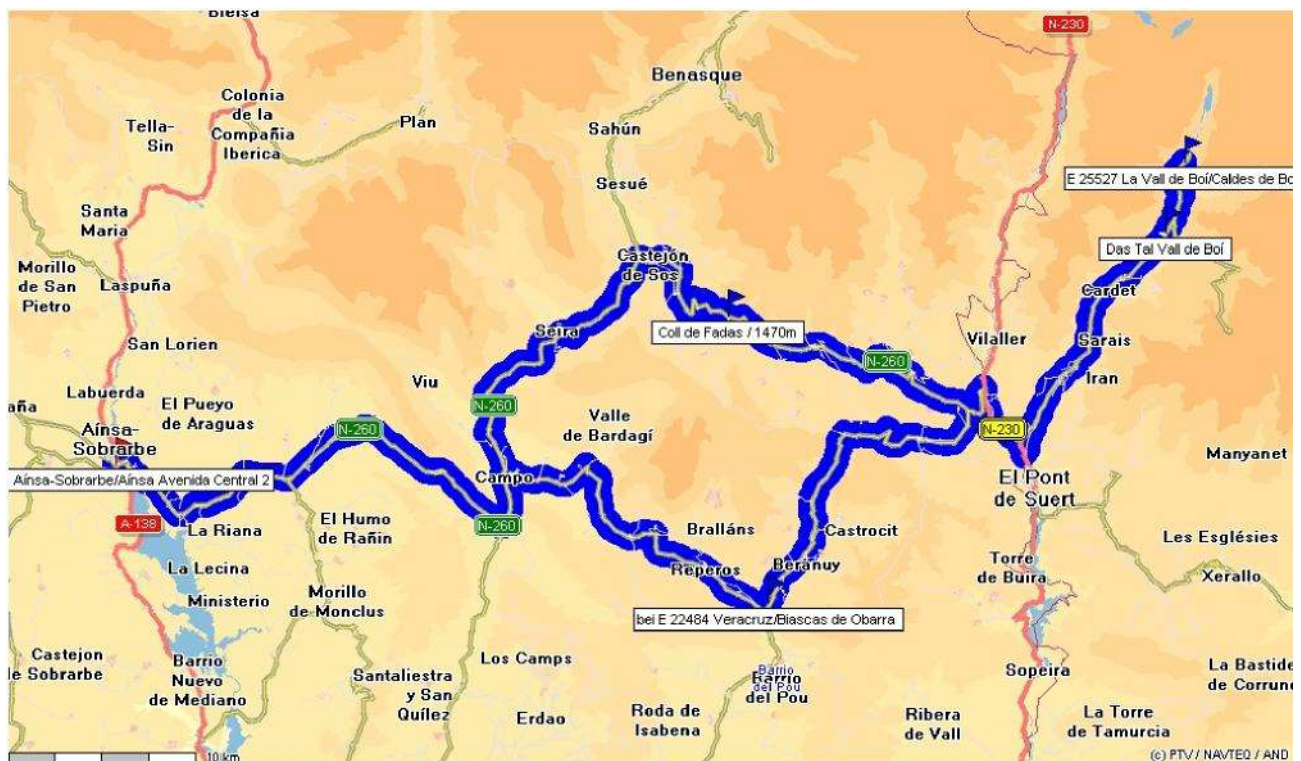 Bielsa
N-230
Benasque
Colonia
de la
Compañia
Iberica
Plan
Tella-
Sin
Sahún
Sesué
E 25527 La Vall de Boí/Caldes de Bo
Santa
Maria
Das Tal Vall de Boí
Castejón
de Sos
Morillo
de San
Pietro
Laspuña
Cardet
Coll de Fadas / 1470m
Seira
Vilaller
Sarais
San Lorien
N-260
Iran
Viu
Labuerda
El Pueyo
de Araguas
N-260
Valle
de Bardagí
aña
Aínsa-
Sobrarbe
N-260
N-230
Manyanet
Aínsa-Sobrarbe/Aínsa Avenida Central 2
Campo
El Pont
de Suert
A-138
La Riana
El Humo
de Rañin
N-260
Bralláns
Castrocit
Les Esglésies
La Lecina
Reperos
Beranuy
Torre
de Buira
Xerallo
Ministerio
Morillo
de Monclus
bei E 22484 Veracruz/Biascas de Obarra
Castejon
de Sobrarbe
Barrio
Nuevo
de Mediano
Santaliestra
y San
Quílez
Los Camps
Barrio
del Pou
Barrio
del Pou
Sopeira
La Bastide
de Corrune
Erdao
Roda de
Isabena
Ribera
de Vall
La Torre
de Tamurcia
10 km
(c) PTV / NAVTEQ / AND